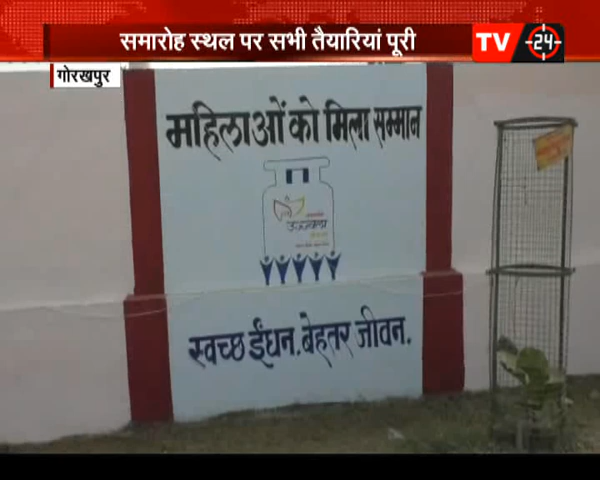 समारोह स्थल पर सभी तैयारियां पूरी
TV 24
गोरखपुर
महिलाओं को मिला सम्मान
उज्ज्वला
स्वच्छ ईंधन. बेहतर जीवन.